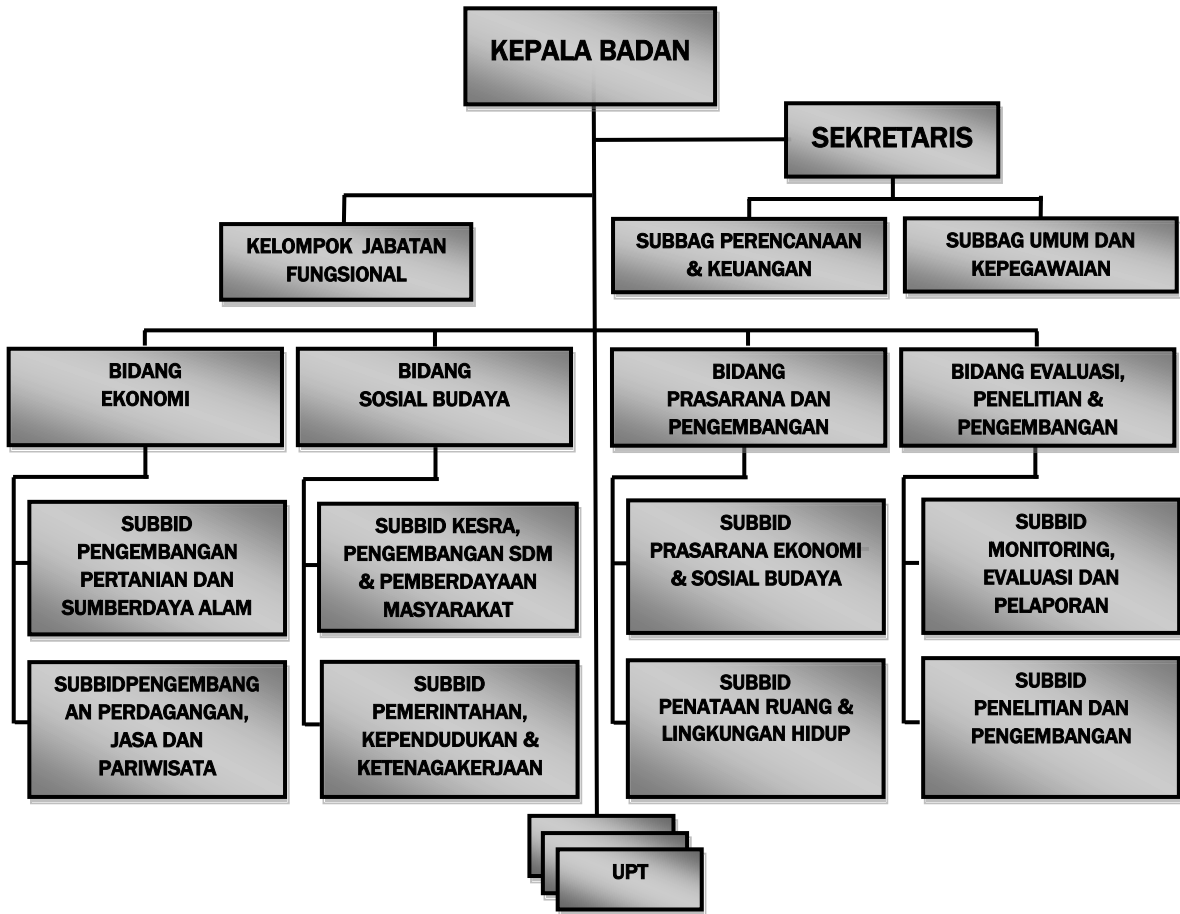 KEPALA BADAN
SEKRETARIS
KELOMPOK JABATAN
FUNGSIONAL
SUBBAG PERENCANAAN
& KEUANGAN
SUBBAG UMUM DAN
KEPEGAWAIAN
BIDANG
EKONOMI
BIDANG
SOSIAL BUDAYA
BIDANG
PRASARANA DAN
PENGEMBANGAN
BIDANG EVALUASI,
PENELITIAN &
PENGEMBANGAN
SUBBID
PENGEMBANGAN
PERTANIAN DAN
SUMBERDAYA ALAM
SUBBID KESRA,
PENGEMBANGAN SDM
& PEMBERDAYAAN
MASYARAKAT
SUBBID
PRASARANA EKONOMI
& SOSIAL BUDAYA
SUBBID
MONITORING,
EVALUASI DAN
PELAPORAN
SUBBIDPENGEMBANG
AN PERDAGANGAN,
JASA DAN
PARIWISATA
SUBBID
PEMERINTAHAN,
KEPENDUDUKAN &
KETENAGAKERJAAN
SUBBID
PENATAAN RUANG &
LINGKUNGAN HIDUP
SUBBID
PENELITIAN DAN
PENGEMBANGAN
UPT